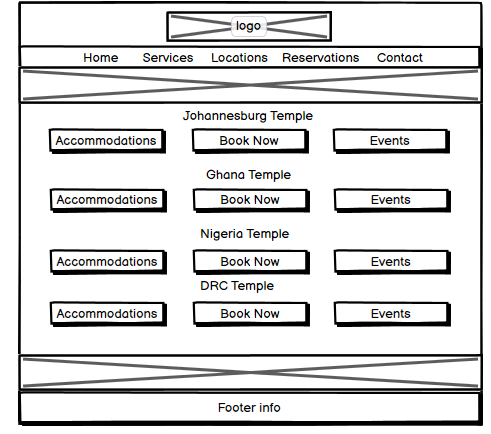 logo
Home Services Locations Reservations Contact
Johannesburg Temple
Accommodations Book Now Events
Ghana Temple
Accommodations Book Now Events
Nigeria Temple
Accommodations Book Now Events
DRC Temple
Accommodations Book Now Events
Footer info